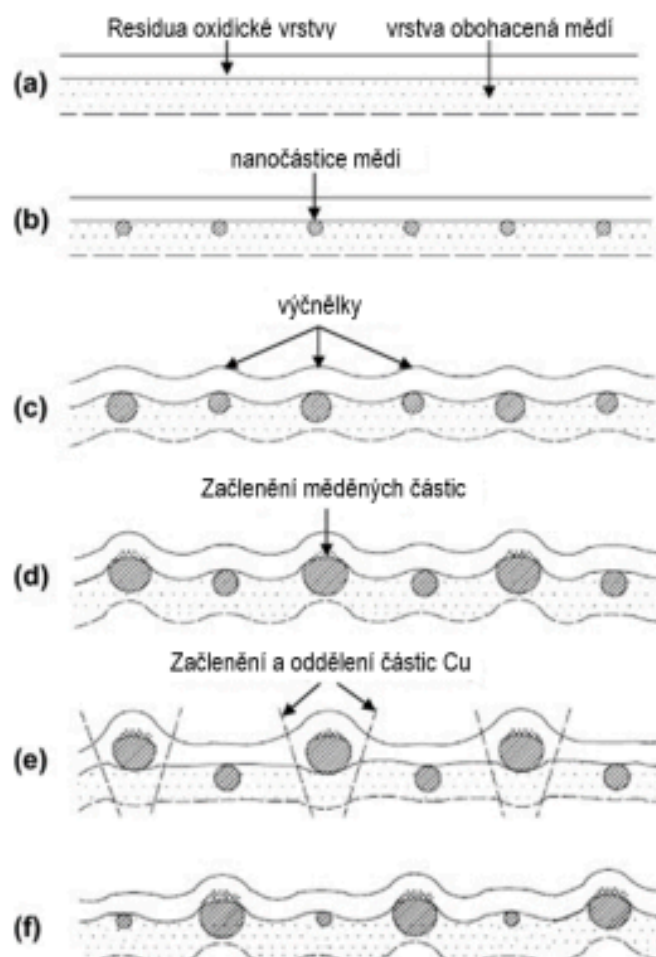 Residua oxidické vrstvy
vrstva obohacená mědí
(a)
nanočástice mědi
(b)
výčnělky
(c)
Začlenění měděných částic
(d)
Začlenění a oddělení částic Cu
(e)
(f)